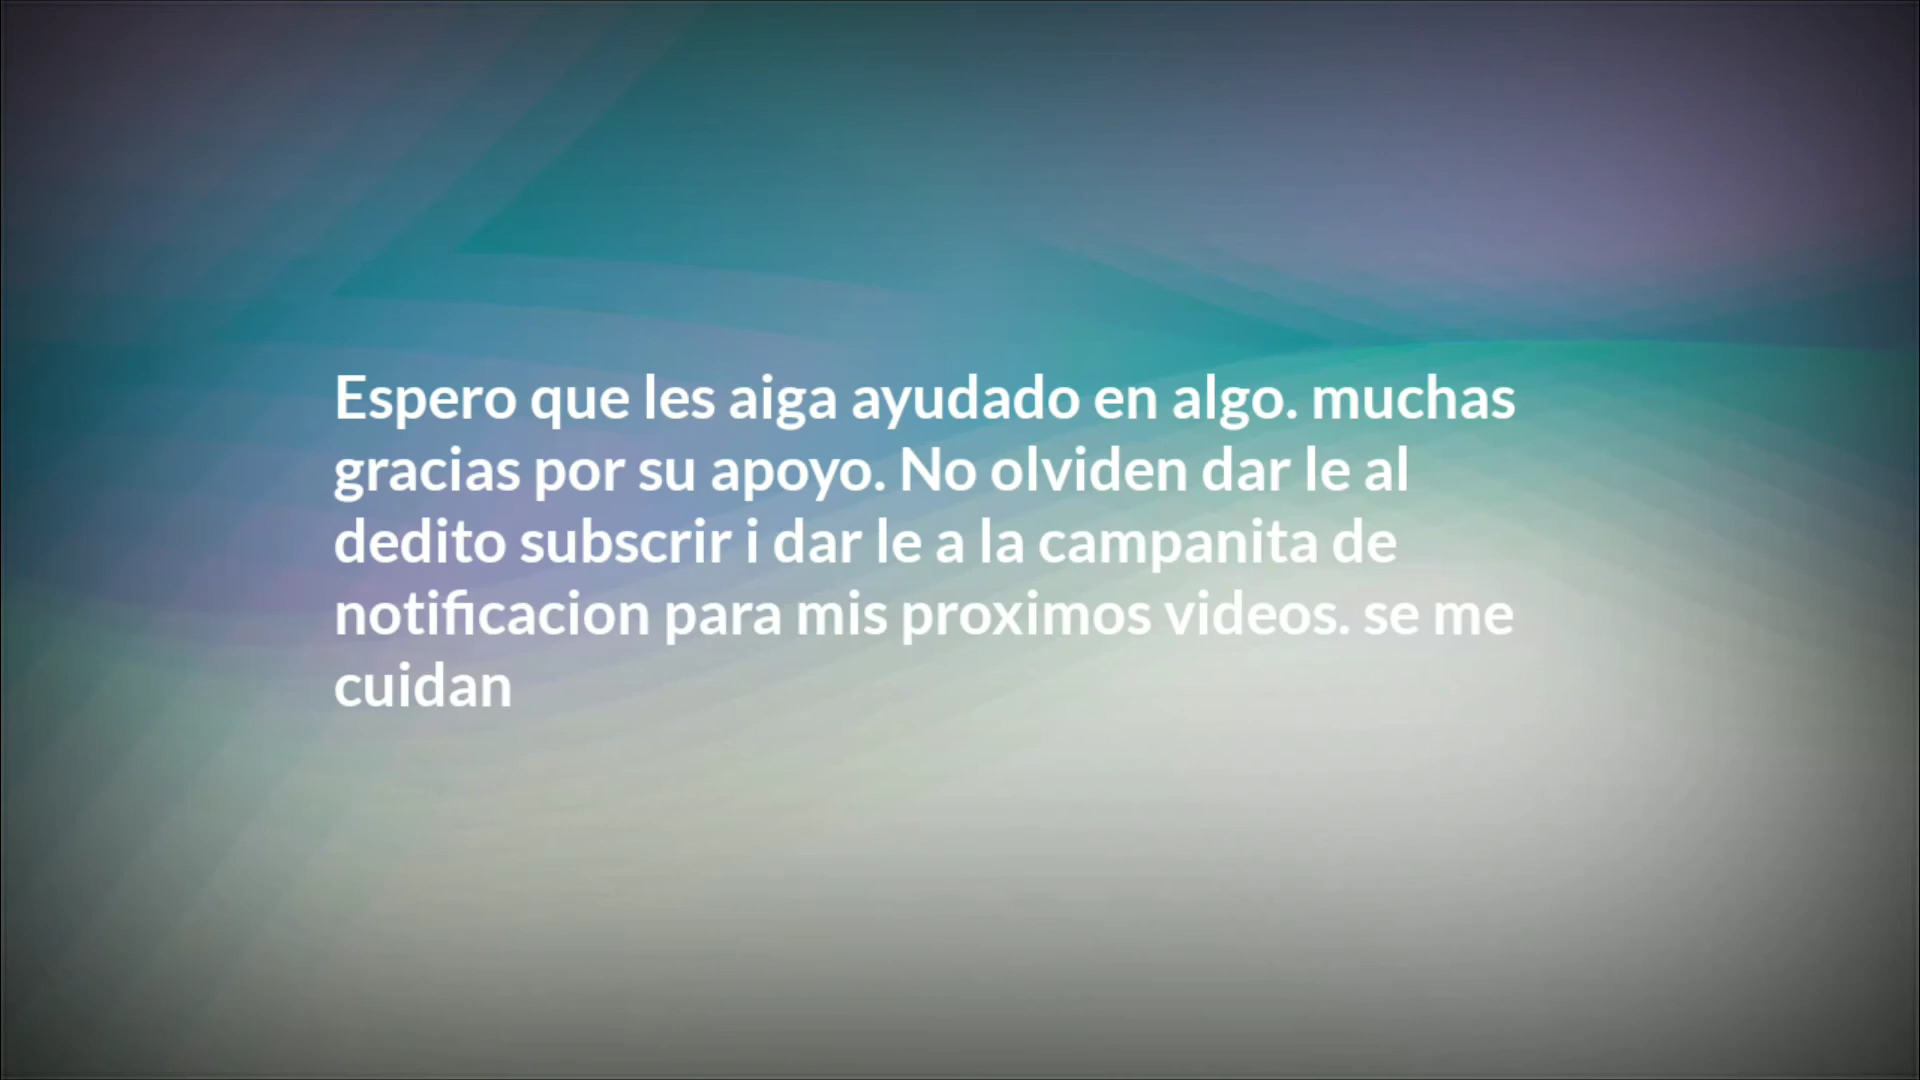 Espero que les aiga ayudado en algo. muchas
gracias por su apoyo. No olviden dar le al
dedito subscrir i dar le a la campanita de
notificacion para mis proximos videos. se me
cuidan